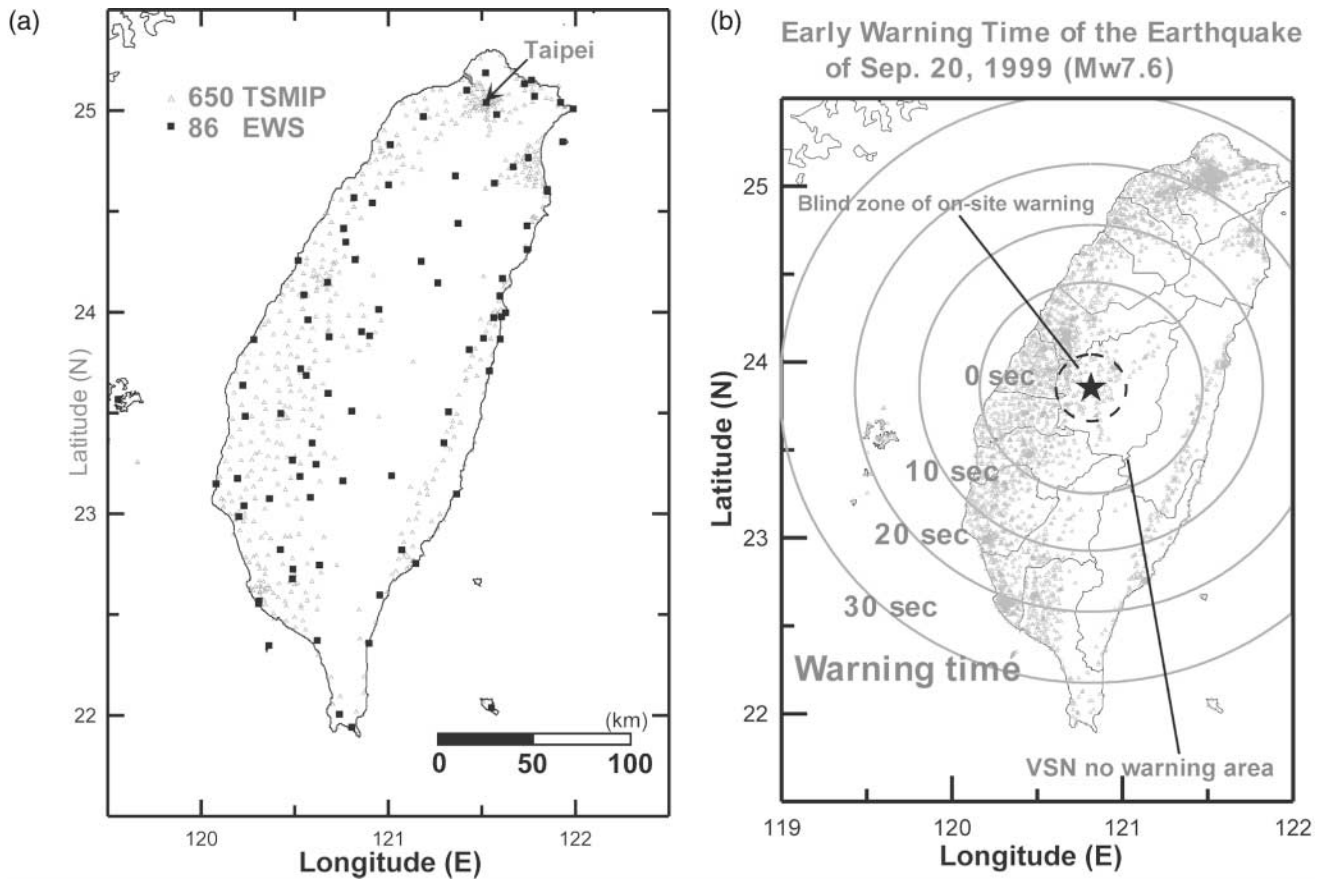 (a)
Taipei
650 TSMIP
86 EWS
25
24
23
22
Latitude (N)
(km)
0 50 100
120 121 122
Longitude (E)
(b)
Early Warning Time of the Earthquake
of Sep. 20, 1999 (Mw7.6)
Blind zone of on-site warning
0 sec
10 sec
20 sec
30 sec
Warning timé
VSN no warning area
25
24
23
22
Latitude (N)
119 120 121 122
Longitude (E)